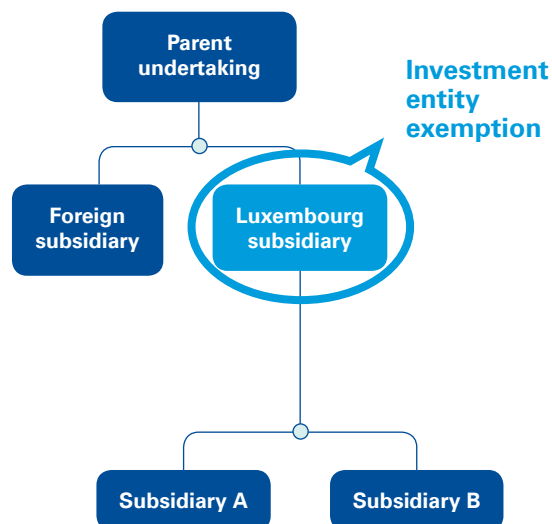 Parent
undertaking
Investment
entity
exemption
Foreign
subsidiary
Luxembourg
subsidiary
Subsidiary A
Subsidiary B